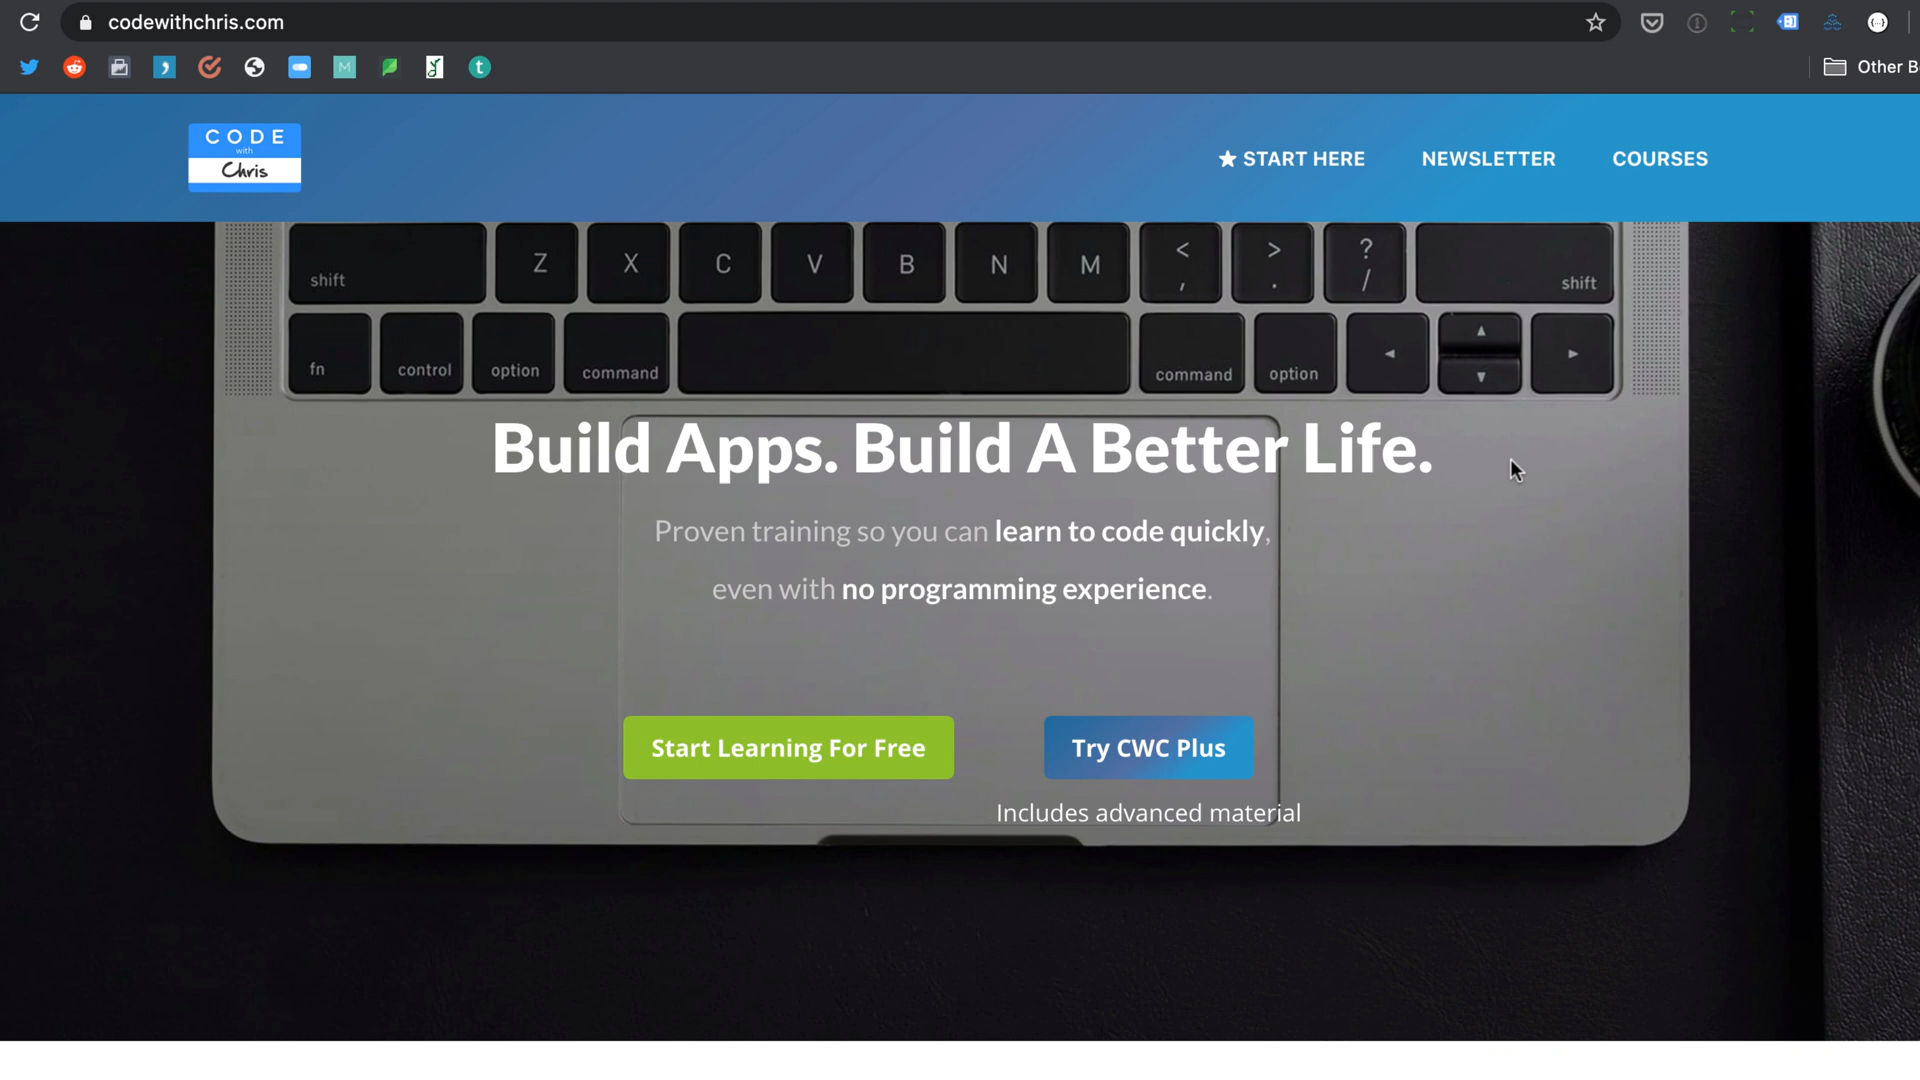 codewithchris.com
Other B
CODE
with
Chris
START HERE NEWSLETTER COURSES
shift Z X C V B N M < , > . ? / shift
fn control option command command option
Build Apps. Build A Better Life.
Proven training so you can learn to code quickly,
even with no programming experience.
Start Learning For Free Try CWC Plus
Includes advanced material